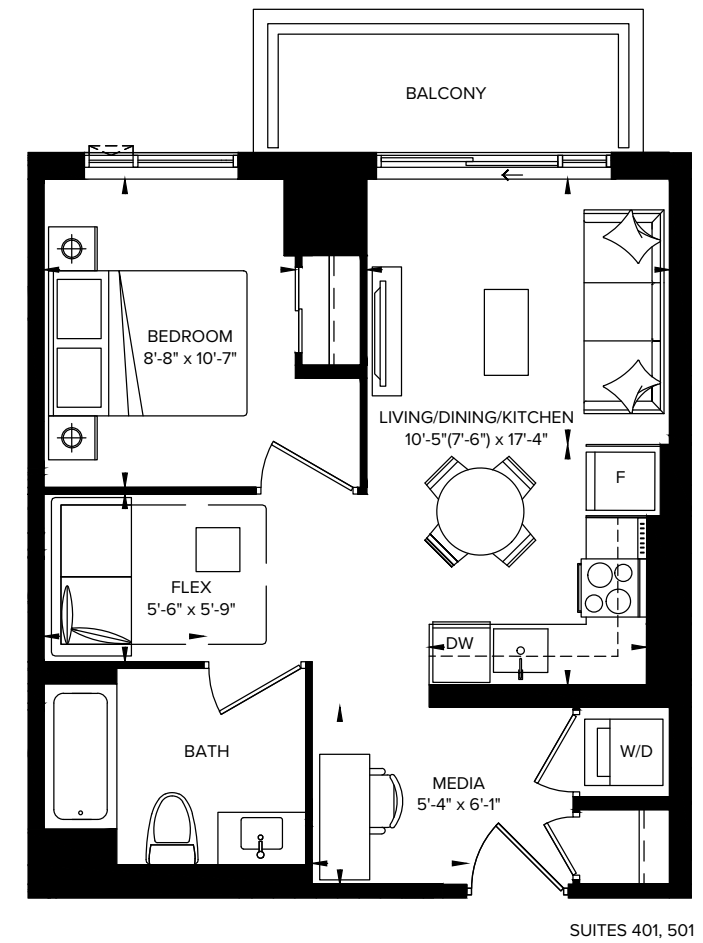 BALCONY
BEDROOM
8'-8" x 10'-7"
LIVING/DINING/KITCHEN
10'-5"(7'-6") x 17'-4"
F
FLEX
5'-6" x 5'-9"
DW
BATH
W/D
MEDIA
5'-4" x 6'-1"
SUITES 401, 501